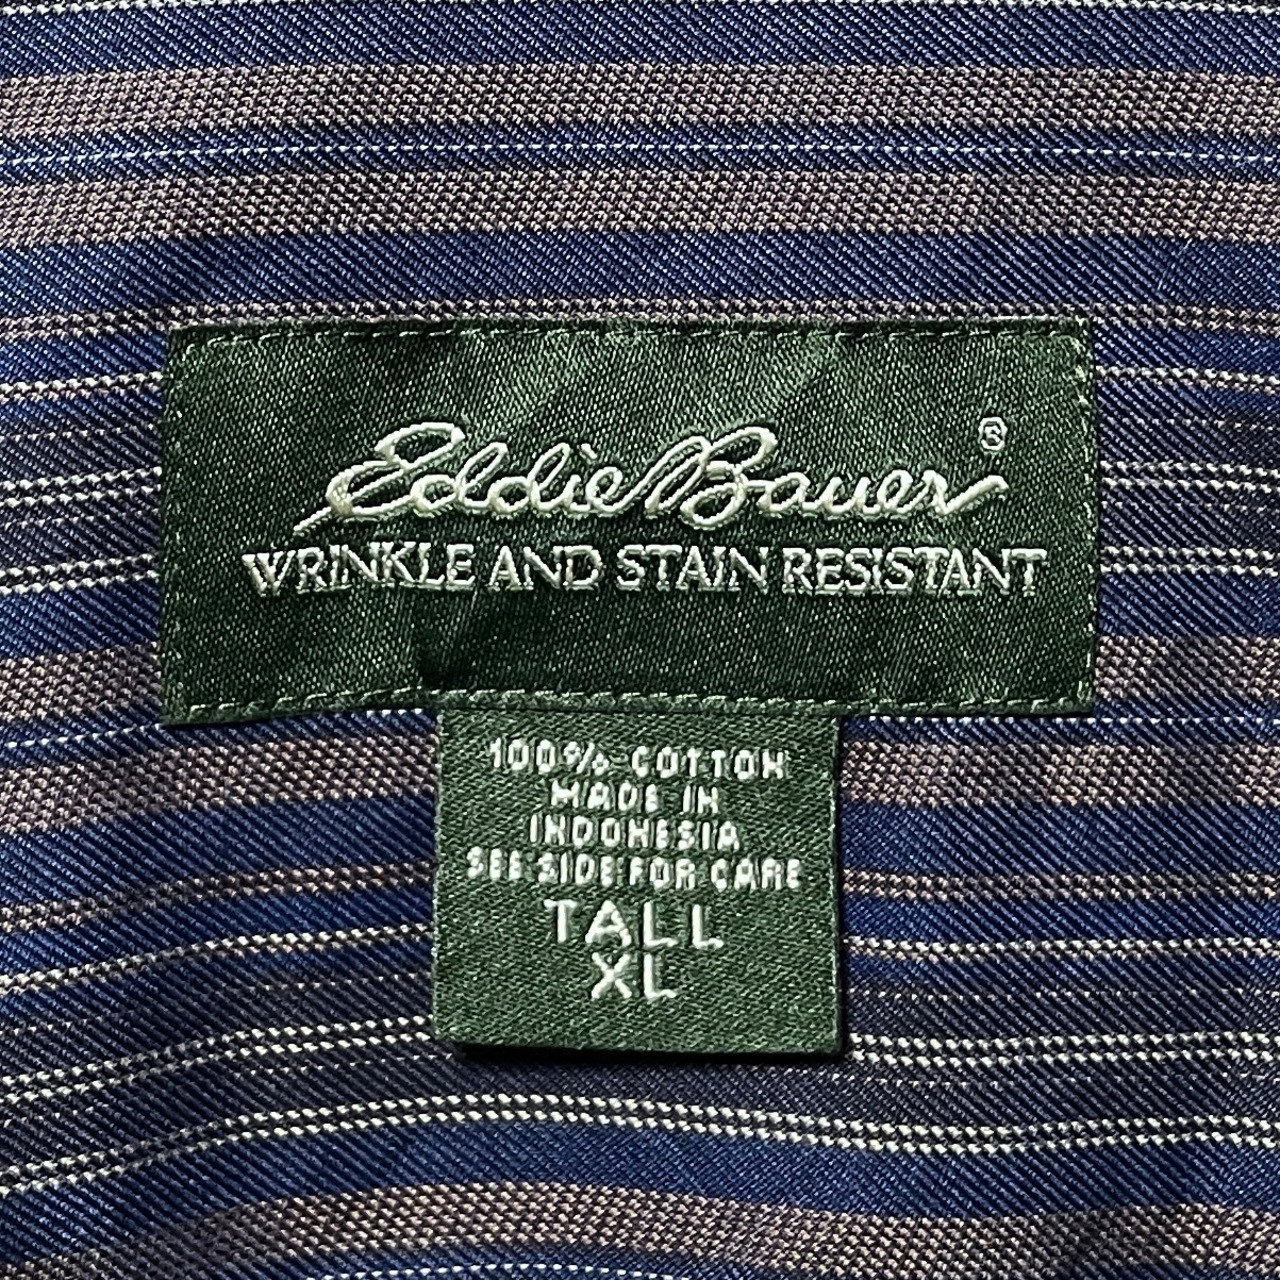 Eddie Bauer®
WRINKLE AND STAIN RESISTANT
100% COTTON
MADE IN
INDONESIA
SEE SIDE FOR CARE
TALL
XL